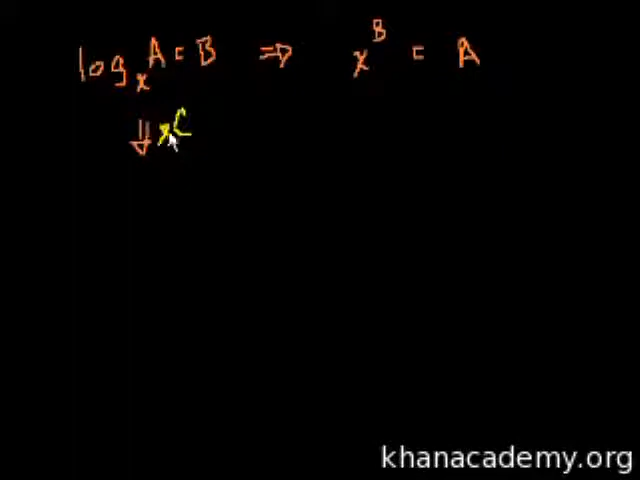 log_x A = B ⇒ x^B = A
⇓ ×C
khanacademy.org